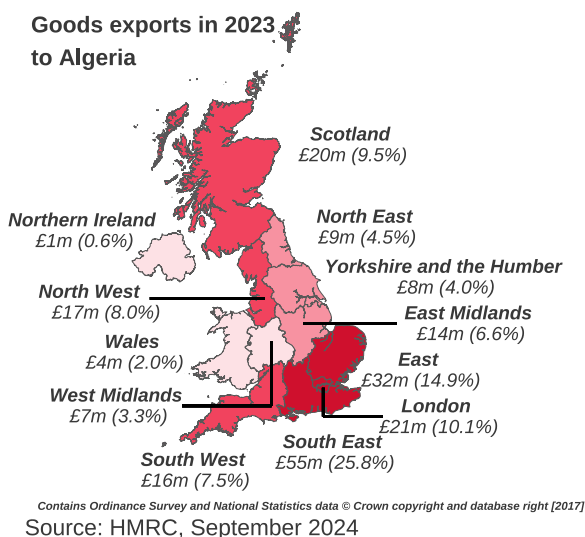 Goods exports in 2023
to Algeria
Scotland
£20m (9.5%)
Northern Ireland
£1m (0.6%)
North East
£9m (4.5%)
Yorkshire and the Humber
£8m (4.0%)
North West
£17m (8.0%)
East Midlands
£14m (6.6%)
Wales
£4m (2.0%)
East
£32m (14.9%)
West Midlands
£7m (3.3%)
London
£21m (10.1%)
South East
£55m (25.8%)
South West
£16m (7.5%)
Contains Ordinance Survey and National Statistics data © Crown copyright and database right [2017]
Source: HMRC, September 2024